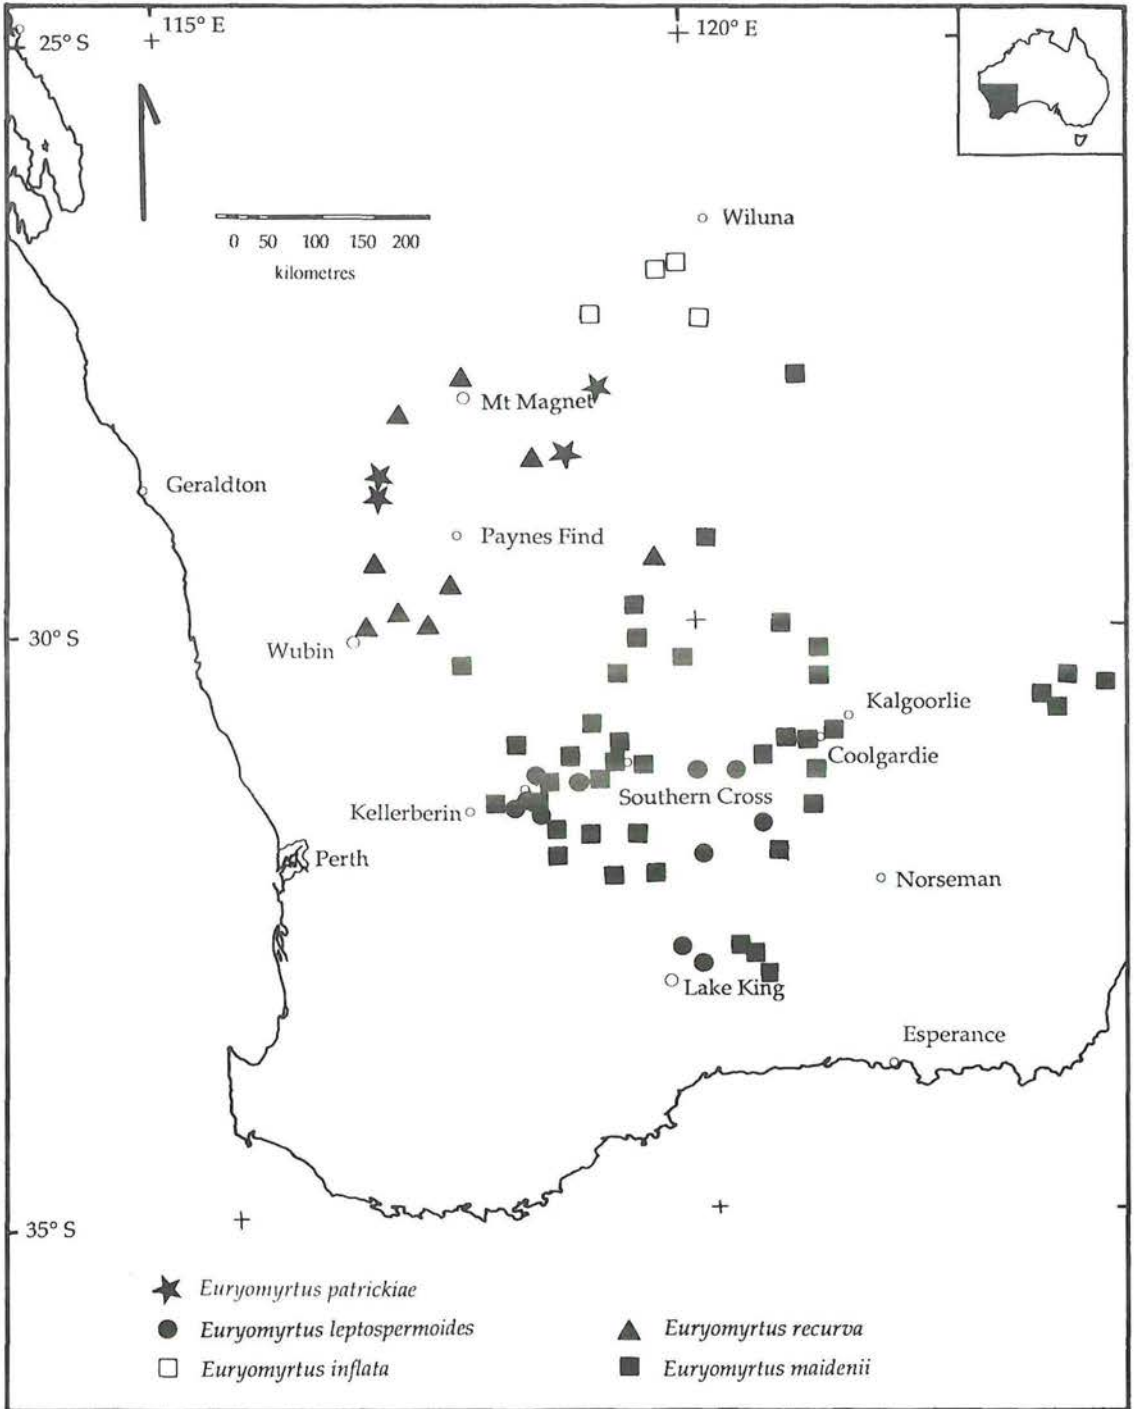 115° E
120° E
25° S
Wiluna
0 50 100 150 200
kilometres
Mt Magnet
Geraldton
Paynes Find
30° S
Wubin
Kalgoorlie
Coolgardie
Southern Cross
Kellerberin
Perth
Norseman
Lake King
Esperance
35° S
Euryomyrtus patrickiae
Euryomyrtus leptospermoides
Euryomyrtus recurva
Euryomyrtus inflata
Euryomyrtus maidenii